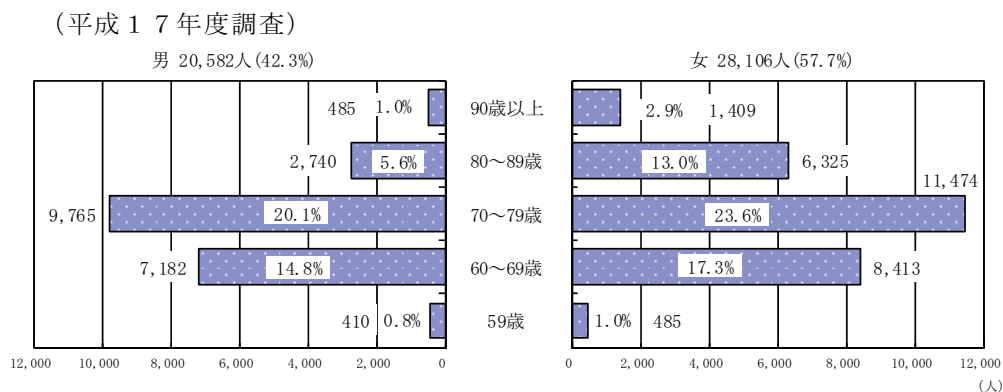 (平成１７年度調査)
男 20,582人(42.3%) 女 28,106人(57.7%)
485 1.0% 90歳以上 2.9% 1,409
2,740 5.6% 80～89歳 13.0% 6,325
11,474
9,765 20.1% 70～79歳 23.6%
7,182 14.8% 60～69歳 17.3% 8,413
410 0.8% 59歳 1.0% 485
12,000 10,000 8,000 6,000 4,000 2,000 0 0 2,000 4,000 6,000 8,000 10,000 12,000
(人)